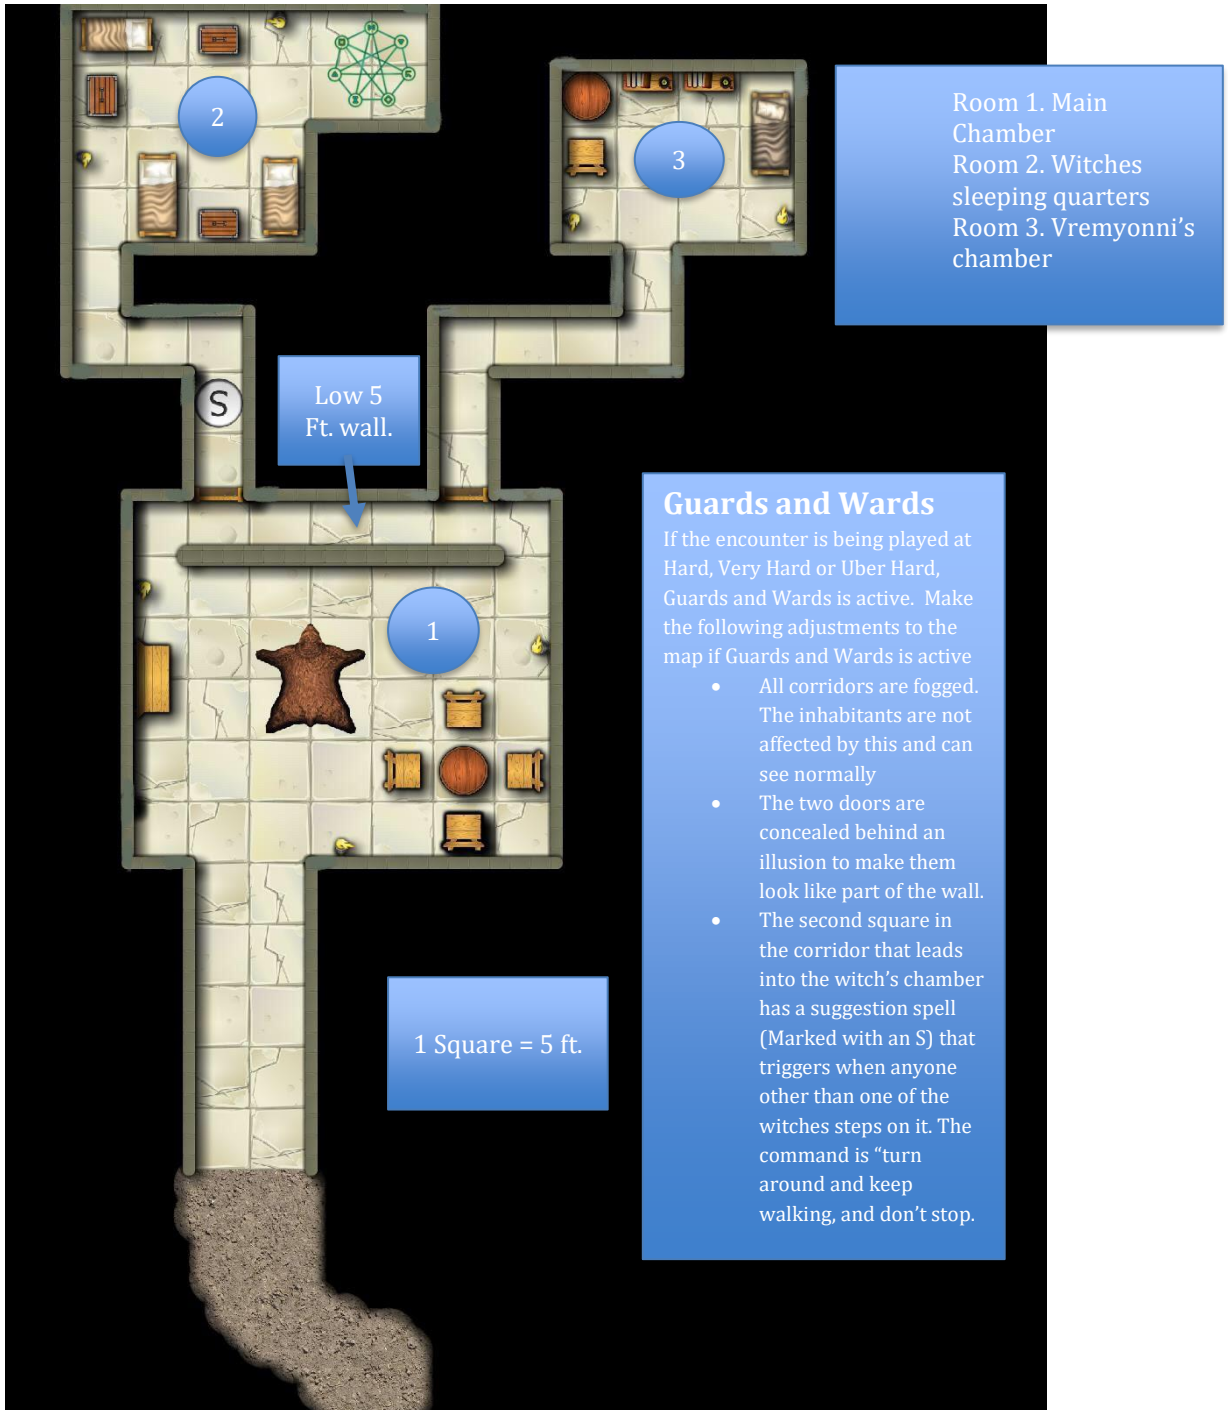 2
3
Room 1. Main
Chamber
Room 2. Witches
sleeping quarters
Room 3. Vremyonni’s
chamber
S
Low 5
Ft. wall.
1
Guards and Wards
If the encounter is being played at
Hard, Very Hard or Uber Hard,
Guards and Wards is active.  Make
the following adjustments to the
map if Guards and Wards is active
• All corridors are fogged.
The inhabitants are not
affected by this and can
see normally
• The two doors are
concealed behind an
illusion to make them
look like part of the wall.
• The second square in
the corridor that leads
into the witch’s chamber
has a suggestion spell
(Marked with an S) that
triggers when anyone
other than one of the
witches steps on it. The
command is “turn
around and keep
walking, and don’t stop.
1 Square = 5 ft.